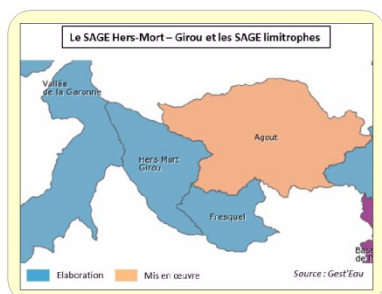 Le SAGE Hers-Mort – Girou et les SAGE limitrophes
Vallée
de la Garonne
Agout
Hers Mort
Girou
Fresquel
Elaboration
Mis en œuvre
Source : Gest'Eau